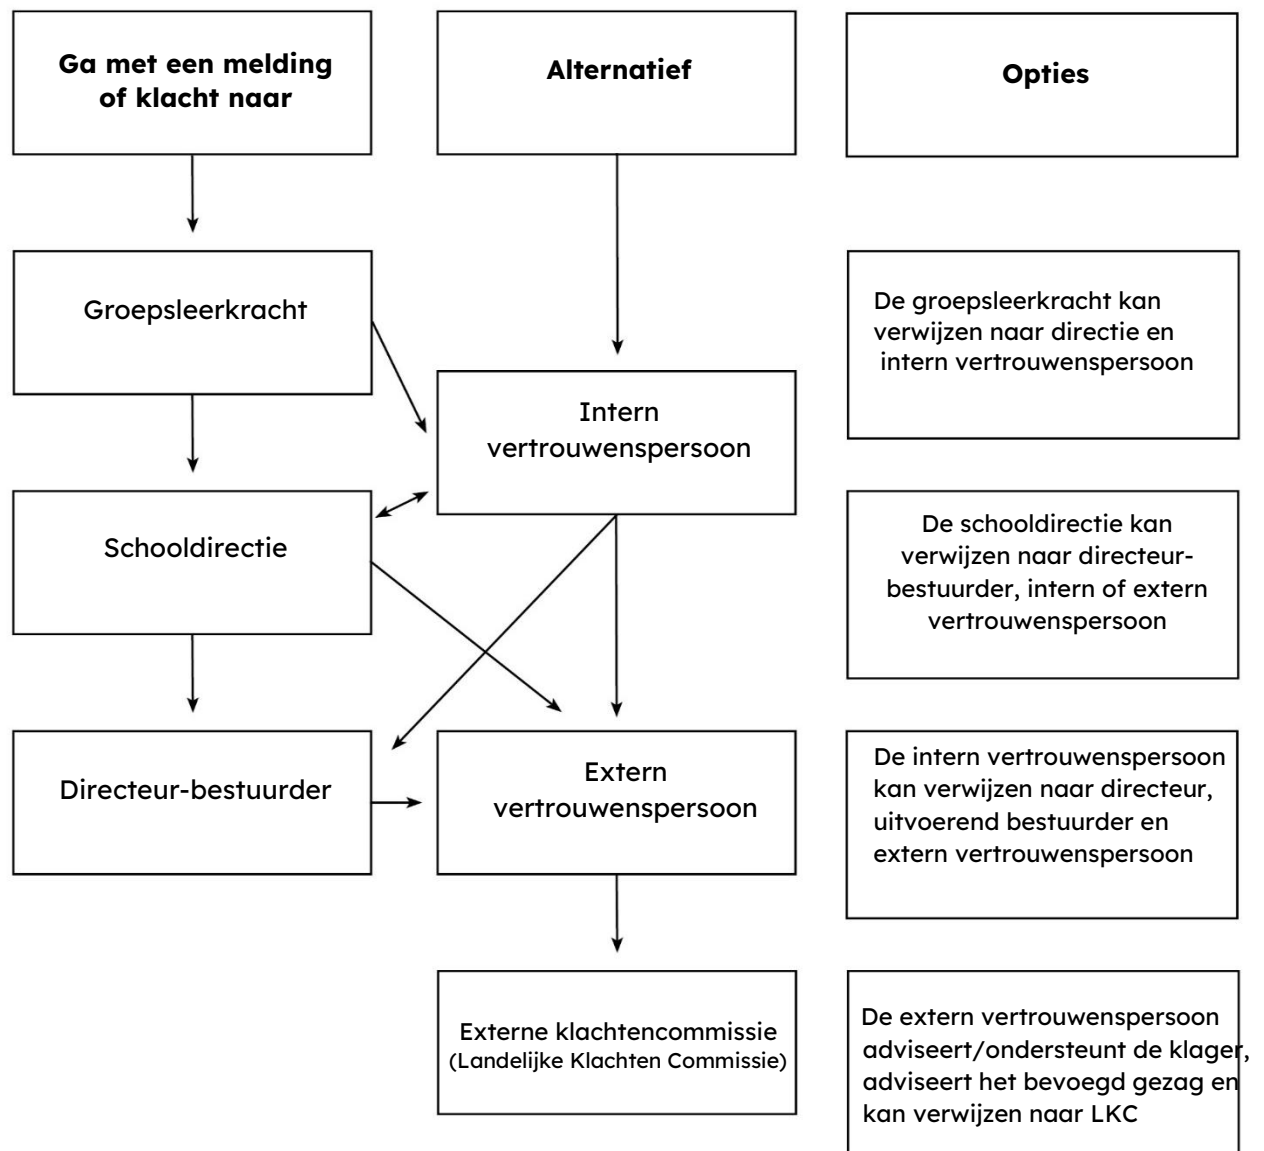 Ga met een melding
of klacht naar
Alternatief
Opties
Groepsleerkracht
De groepsleerkracht kan
verwijzen naar directie en
intern vertrouwenspersoon
Intern
vertrouwenspersoon
Schooldirectie
De schooldirectie kan
verwijzen naar directeur-
bestuurder, intern of extern
vertrouwenspersoon
Directeur-bestuurder
Extern
vertrouwenspersoon
De intern vertrouwenspersoon
kan verwijzen naar directeur,
uitvoerend bestuurder en
extern vertrouwenspersoon
Externe klachtencommissie
(Landelijke Klachten Commissie)
De extern vertrouwenspersoon
adviseert/ondersteunt de klager,
adviseert het bevoegd gezag en
kan verwijzen naar LKC